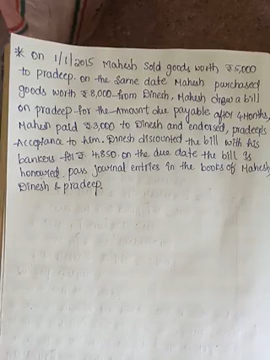 * On 1/1/2015 Mahesh sold goods worth ₹5,000
to pradeep. on the same date Mahesh purchased
goods worth ₹8,000 from Dinesh, Mahesh drew a bill
on pradeep for the Amount due payable after 4 Months,
Mahesh paid ₹3,000 to Dinesh and endorsed, pradeep's
Acceptance to him. Dinesh discounted the bill with his
bankers for ₹4,850 on the due date the bill is
honoured. pass journal entries in the books of Mahesh,
Dinesh & pradeep.